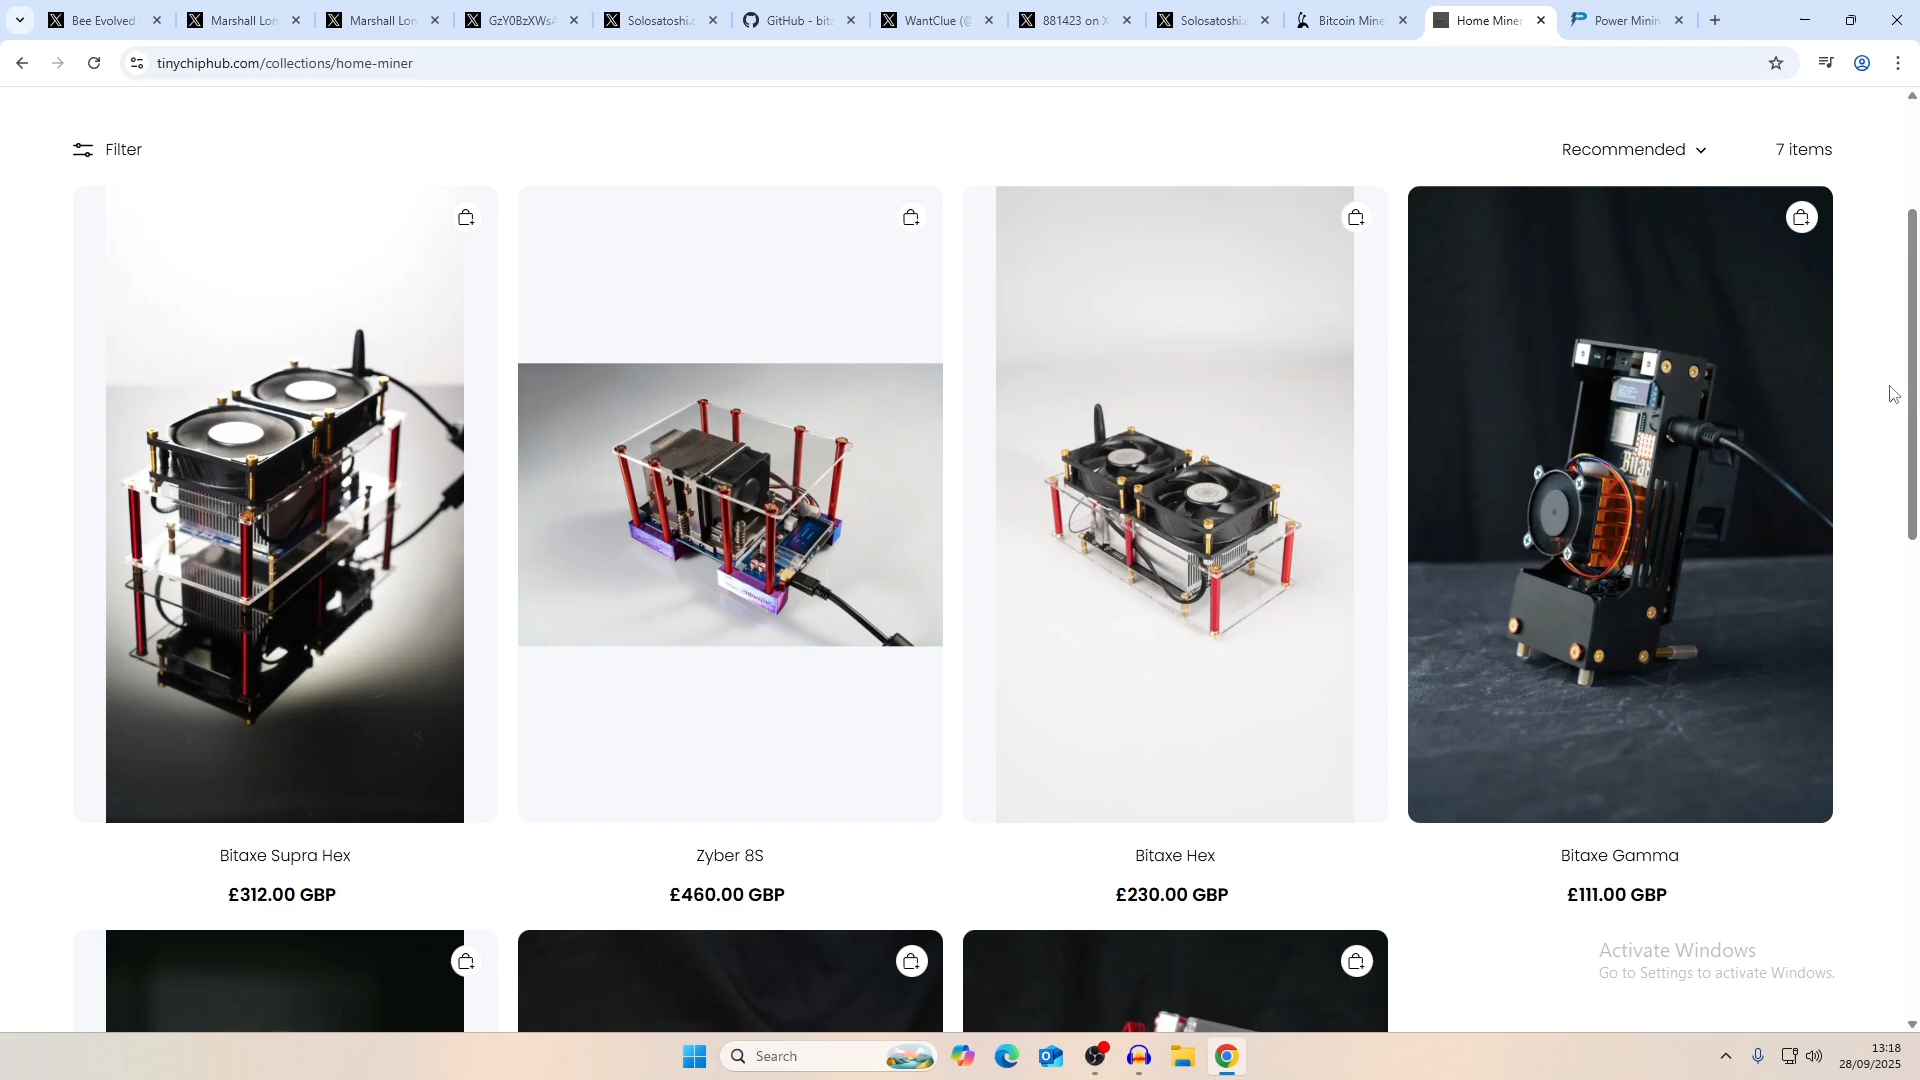 Bee Evolved
Marshall Lon
Marshall Lon
GzY0BzXWsA
Solosatoshi.c
GitHub - bita
WantClue (@
881423 on X
Solosatoshi.c
Bitcoin Mine
Home Miner
Power Minin
tinychiphub.com/collections/home-miner
Filter
Recommended
7 items
Bitaxe Supra Hex
Zyber 8S
Bitaxe Hex
Bitaxe Gamma
£312.00 GBP
£460.00 GBP
£230.00 GBP
£111.00 GBP
Activate Windows
Go to Settings to activate Windows.
Search
13:18
28/09/2025